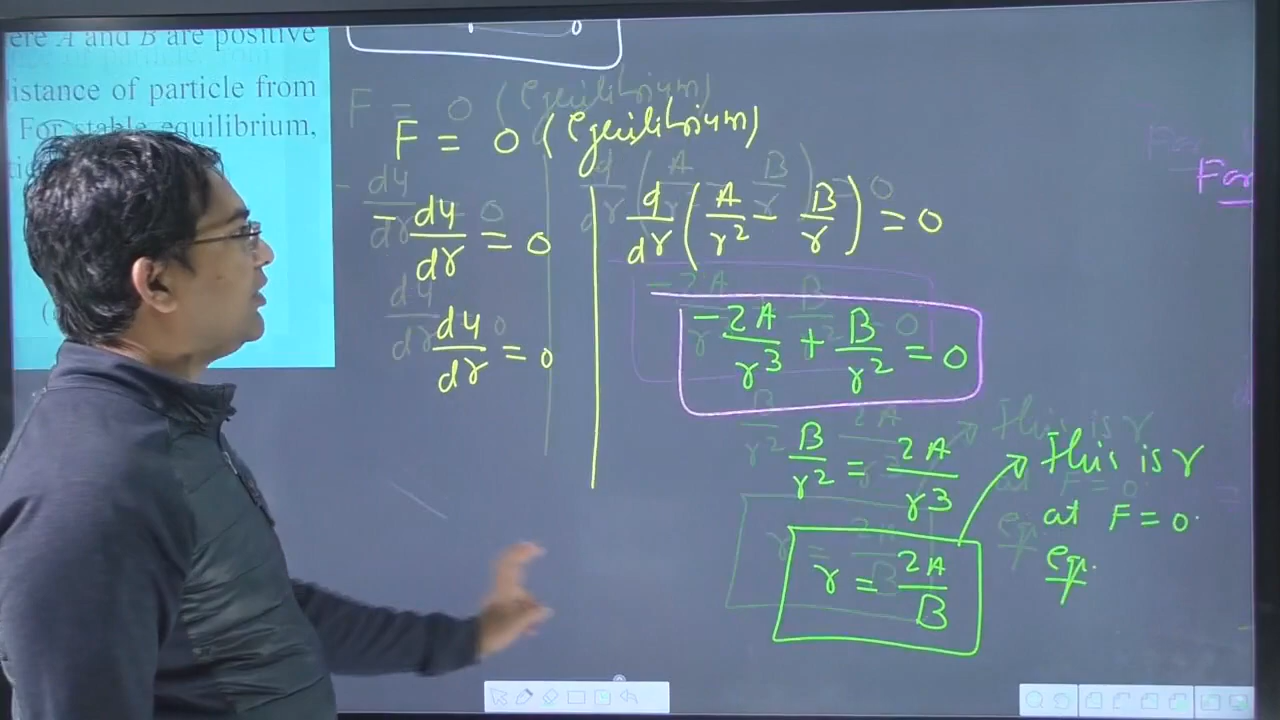 ere A and B are positive
istance of particle from
For stable equilibrium,
F = 0 (equilibrium)
- du/dr = 0
du/dr = 0
d/dr (A/r² - B/r) = 0
-2A/r³ + B/r² = 0
B/r² = 2A/r³
r = 2A/B
This is r
at F = 0.
eq.
For